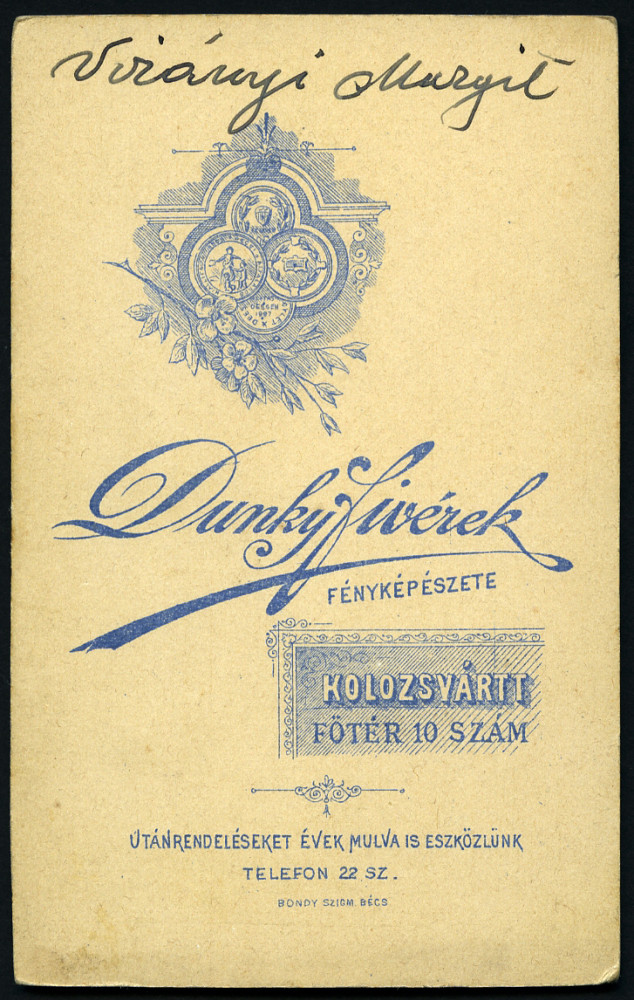 Virányi Margit
1897
Dunky Fivérek
FÉNYKÉPÉSZETE
KOLOZSVÁRTT
FŐTÉR 10 SZÁM
UTÁNRENDELÉSEKET ÉVEK MULVA IS ESZKÖZLÜNK
TELEFON 22 SZ.
BONDY SZIGM. BÉCS